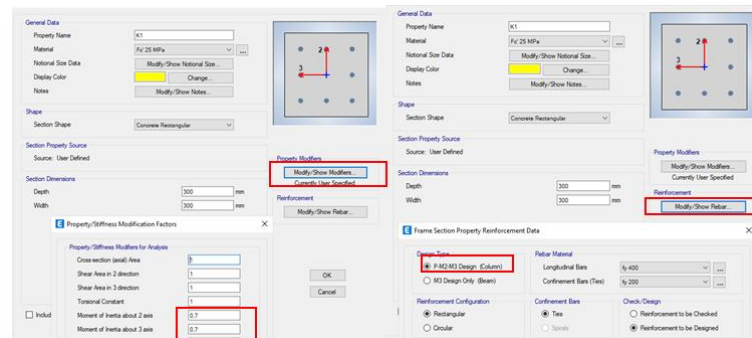 General Data
Property Name K1
Material Fc' 25 MPa ...
Notional Size Data Modify/Show Notional Size...
Display Color Change...
Notes Modify/Show Notes...
2
3
Shape
Section Shape Concrete Rectangular
Section Property Source
Source: User Defined
Property Modifiers
Modify/Show Modifiers...
Currently User Specified
Section Dimensions
Depth 300 mm
Width 300 mm
Reinforcement
Modify/Show Rebar...
E Property/Stiffness Modification Factors X
Property/Stiffness Modifiers for Analysis
Cross-section (axial) Area 1
Shear Area in 2 direction 1
Shear Area in 3 direction 1
Torsional Constant 1
Moment of Inertia about 2 axis 0.7
Moment of Inertia about 3 axis 0.7
OK
Cancel
Includ
General Data
Property Name K1
Material Fc' 25 MPa ...
Notional Size Data Modify/Show Notional Size...
Display Color Change...
Notes Modify/Show Notes...
2
3
Shape
Section Shape Concrete Rectangular
Section Property Source
Source: User Defined
Property Modifiers
Modify/Show Modifiers...
Currently User Specified
Section Dimensions
Depth 300 mm
Width 300 mm
Reinforcement
Modify/Show Rebar...
E Frame Section Property Reinforcement Data X
Design Type
P-M2-M3 Design (Column)
M3 Design Only (Beam)
Rebar Material
Longitudinal Bars fy 400 ...
Confinement Bars (Ties) fy 200 ...
Reinforcement Configuration
Rectangular
Circular
Confinement Bars
Ties
Spirals
Check/Design
Reinforcement to be Checked
Reinforcement to be Designed